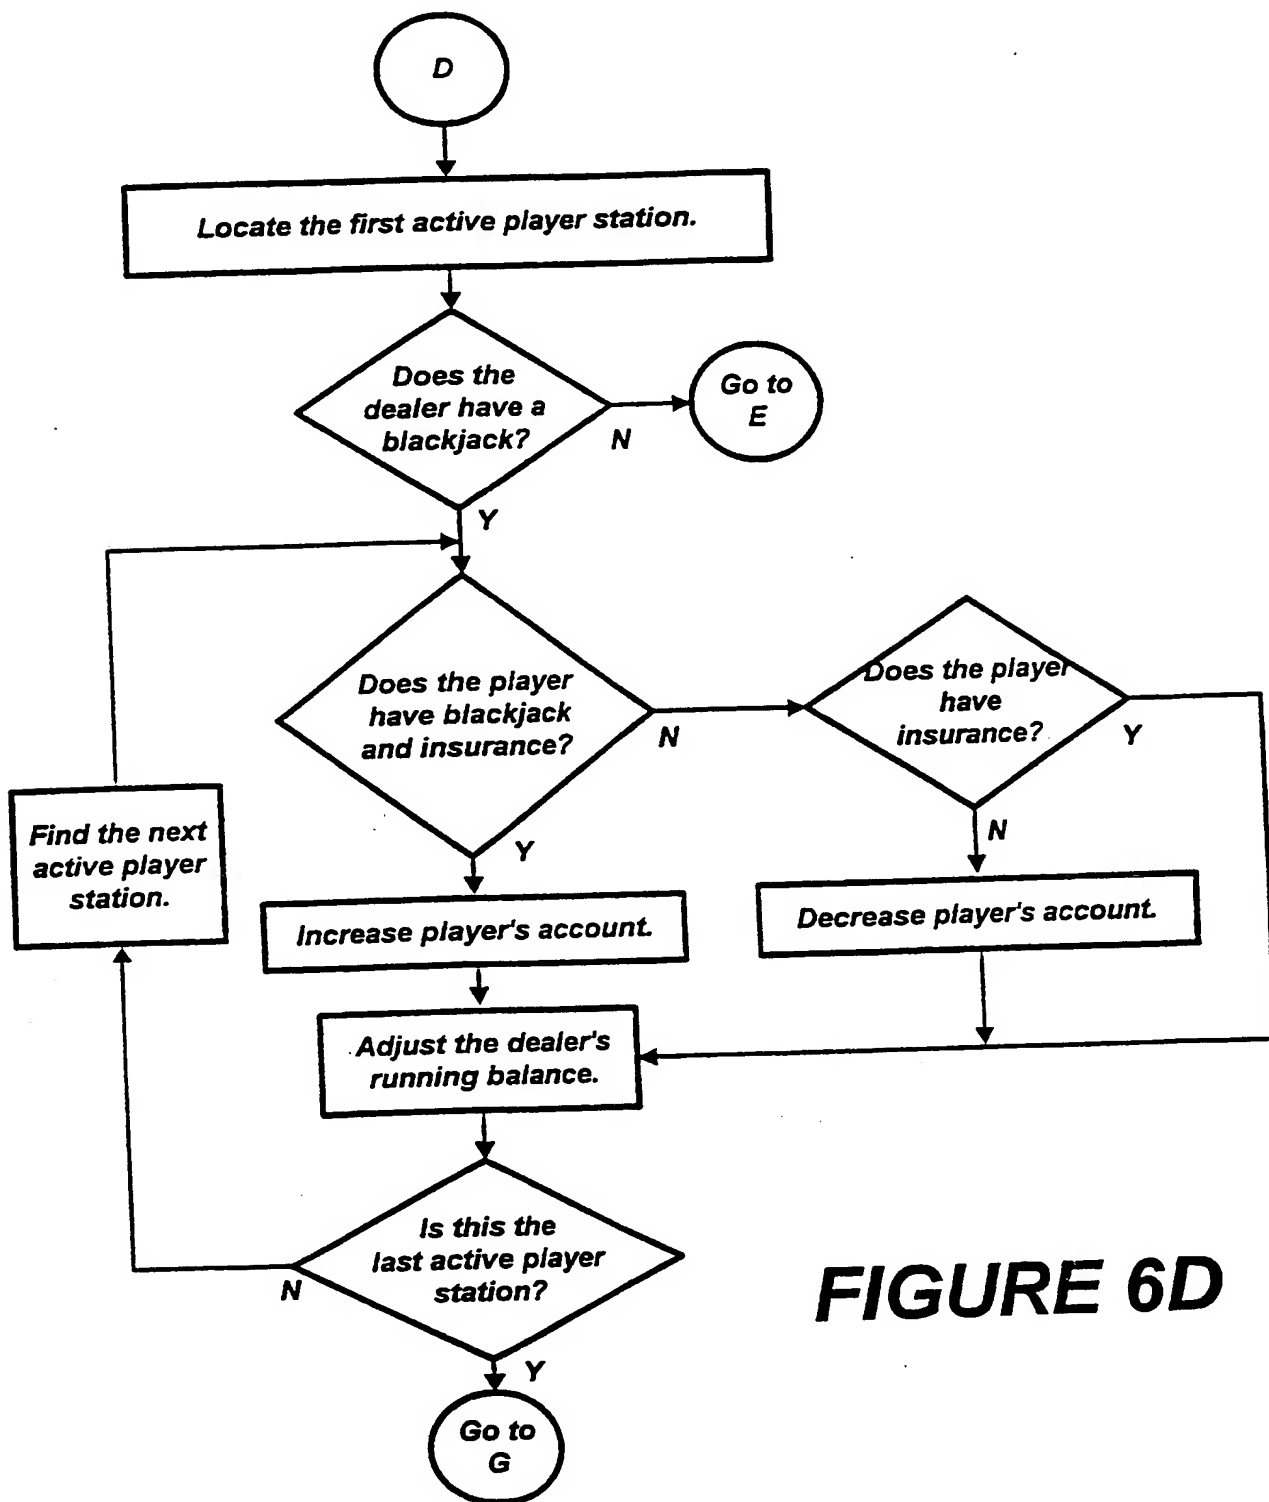 D
Locate the first active player station.
Does the
dealer have a
blackjack?
N
Go to
E
Y
Does the player
have blackjack
and insurance?
N
Does the player
have
insurance?
Y
N
Y
Find the next
active player
station.
Increase player's account.
Decrease player's account.
Adjust the dealer's
running balance.
Is this the
last active player
station?
N
Y
Go to
G
FIGURE 6D